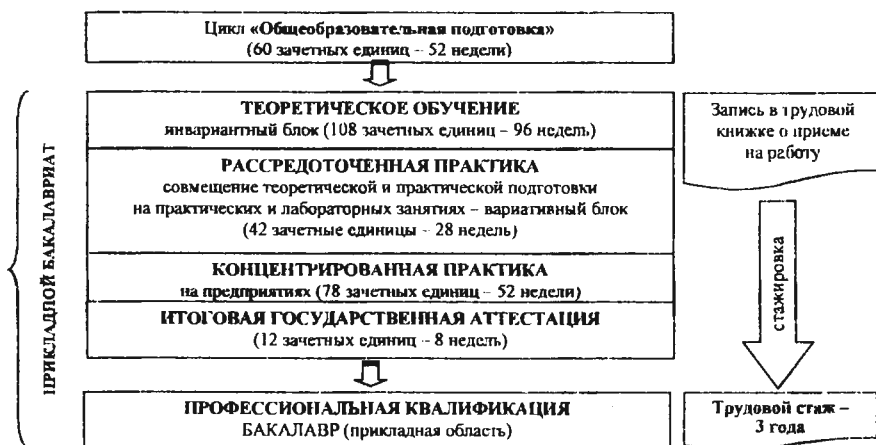 Цикл «Общеобразовательная подготовка»
(60 зачетных единиц – 52 недели)
ПРИКЛАДНОЙ БАКАЛАВРИАТ
ТЕОРЕТИЧЕСКОЕ ОБУЧЕНИЕ
инвариантный блок (108 зачетных единиц – 96 недель)
РАССРЕДОТОЧЕННАЯ ПРАКТИКА
совмещение теоретической и практической подготовки
на практических и лабораторных занятиях – вариативный блок
(42 зачетные единицы – 28 недель)
КОНЦЕНТРИРОВАННАЯ ПРАКТИКА
на предприятиях (78 зачетных единиц – 52 недели)
ИТОГОВАЯ ГОСУДАРСТВЕННАЯ АТТЕСТАЦИЯ
(12 зачетных единиц – 8 недель)
ПРОФЕССИОНАЛЬНАЯ КВАЛИФИКАЦИЯ
БАКАЛАВР (прикладная область)
Запись в трудовой
книжке о приеме
на работу
стажировка
Трудовой стаж –
3 года